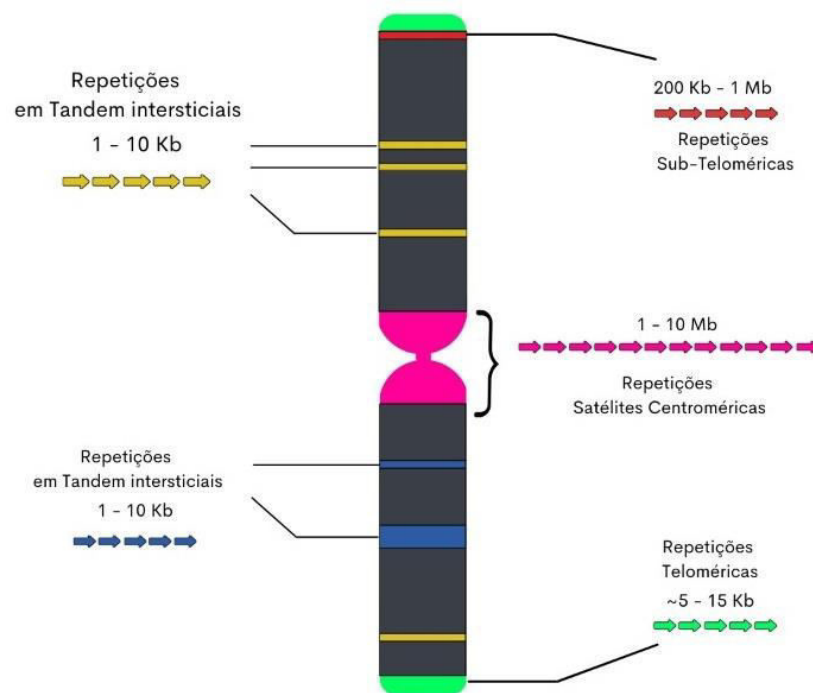 Repetições
em Tandem intersticiais
1 - 10 Kb
200 Kb - 1 Mb
Repetições
Sub-Teloméricas
1 - 10 Mb
Repetições
Satélites Centroméricas
Repetições
em Tandem intersticiais
1 - 10 Kb
Repetições
Teloméricas
~5 - 15 Kb